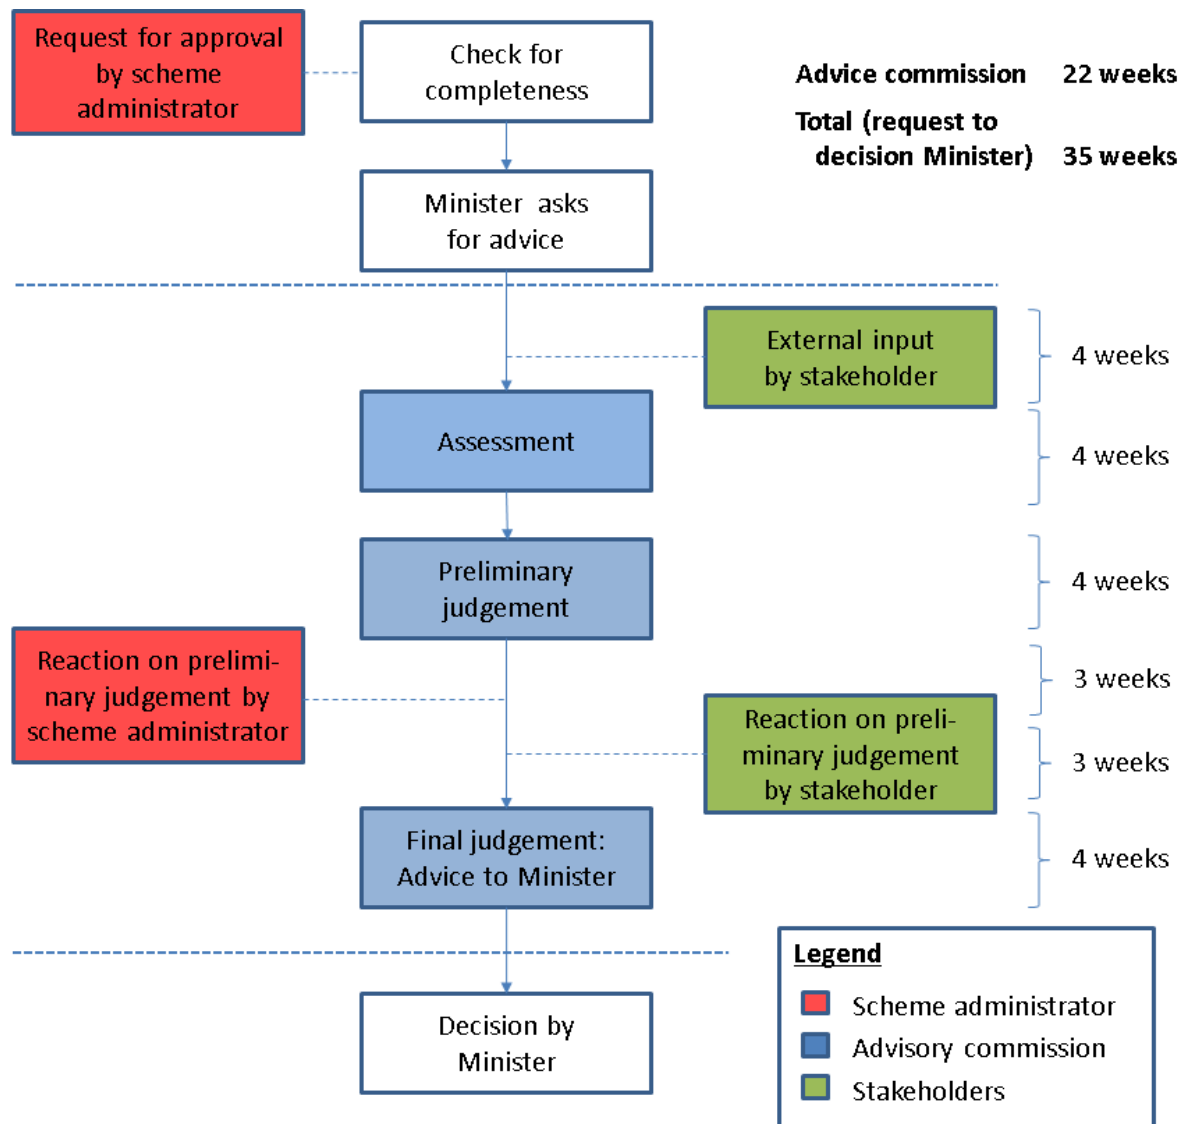 Request for approval
by scheme
administrator
Check for
completeness
Advice commission 22 weeks
Total (request to
decision Minister) 35 weeks
Minister asks
for advice
External input
by stakeholder
4 weeks
Assessment
4 weeks
Preliminary
judgement
4 weeks
Reaction on prelimi-
nary judgement by
scheme administrator
3 weeks
Reaction on preli-
minary judgement
by stakeholder
3 weeks
Final judgement:
Advice to Minister
4 weeks
Decision by
Minister
Legend
Scheme administrator
Advisory commission
Stakeholders